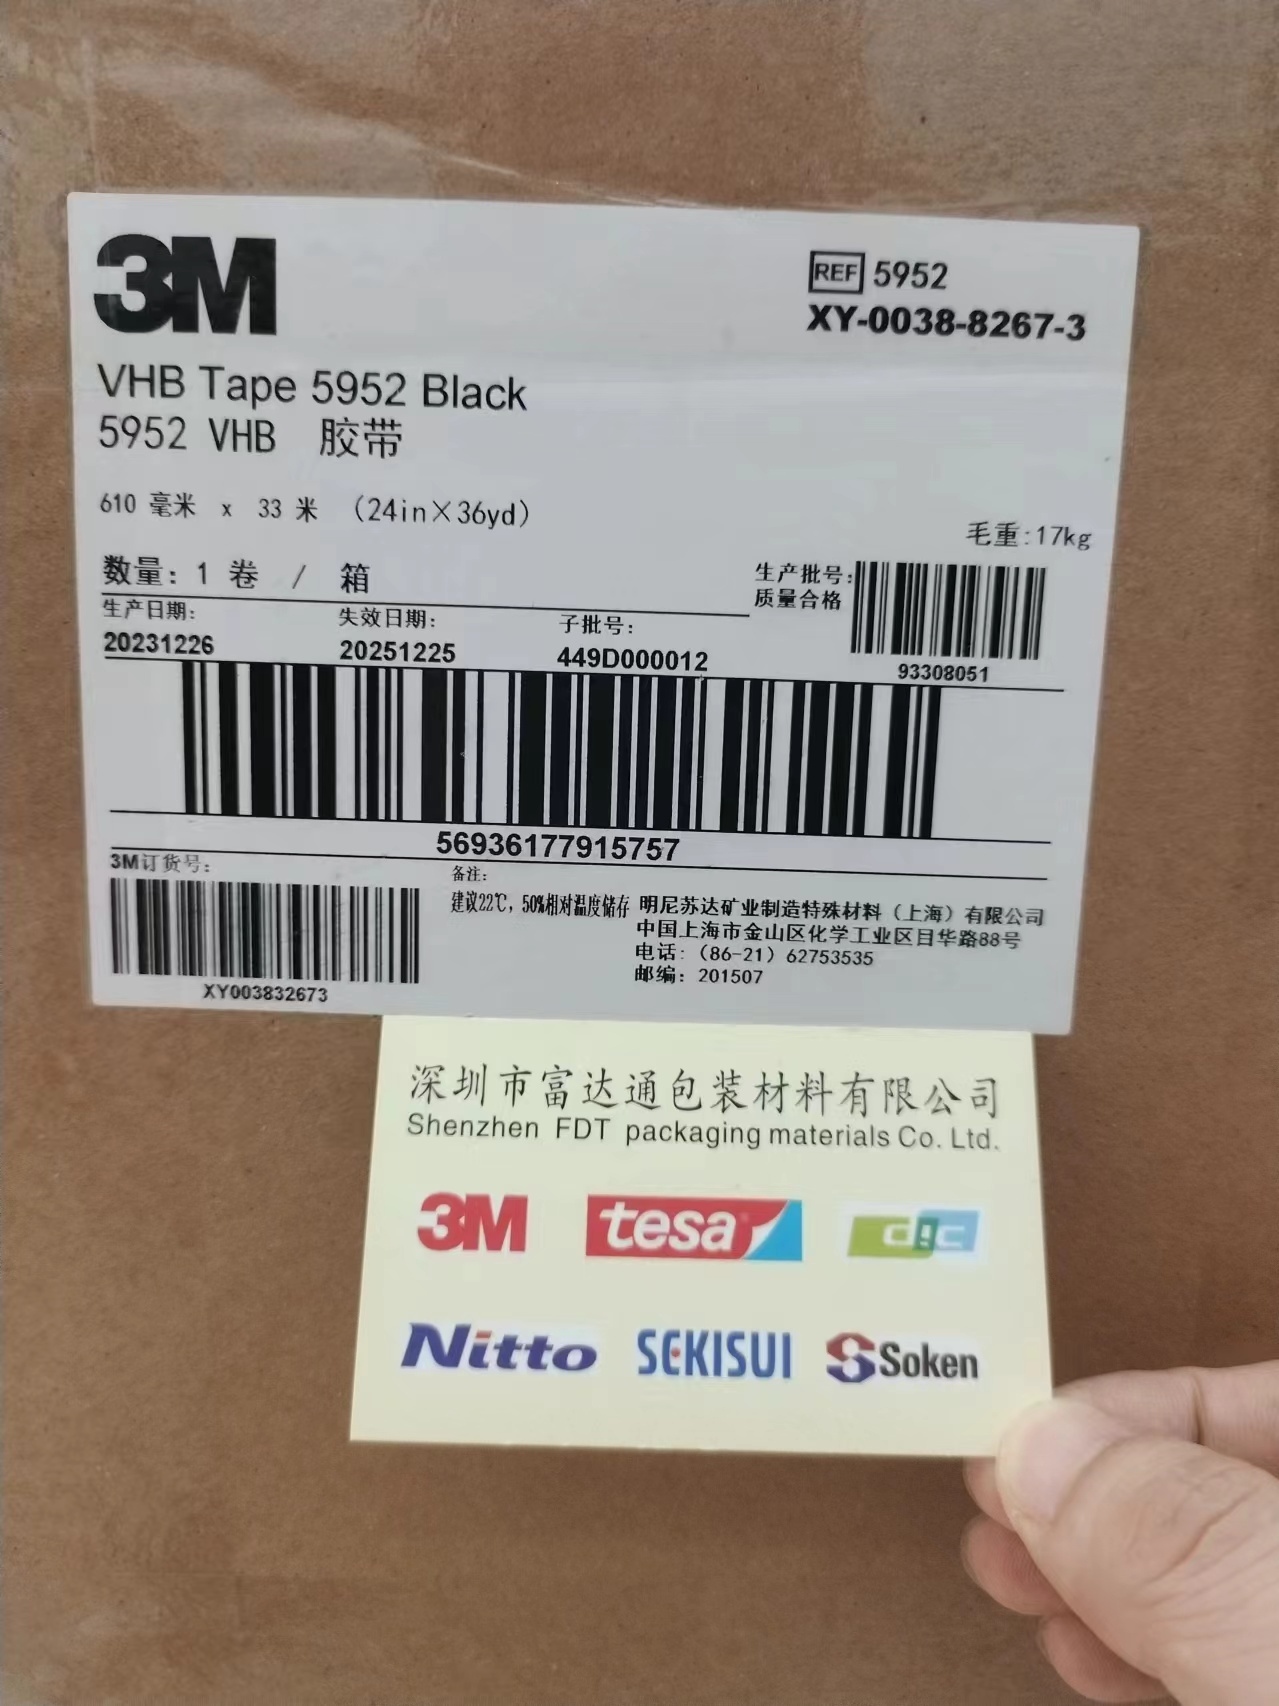 3M
REF 5952
XY-0038-8267-3
VHB Tape 5952 Black
5952 VHB 胶带
610 毫米 x 33 米 (24in×36yd)
毛重:17kg
数量: 1 卷 / 箱
生产批号:
质量合格
93308051
生产日期: 失效日期: 子批号:
20231226 20251225 449D000012
56936177915757
3M订货号:
XY003832673
备注:
建议22℃, 50%相对温度储存
明尼苏达矿业制造特殊材料（上海）有限公司
中国上海市金山区化学工业区目华路88号
电话: (86-21) 62753535
邮编: 201507
深圳市富达通包装材料有限公司
Shenzhen FDT packaging materials Co. Ltd.
3M tesa dic
Nitto SEKISUI Soken